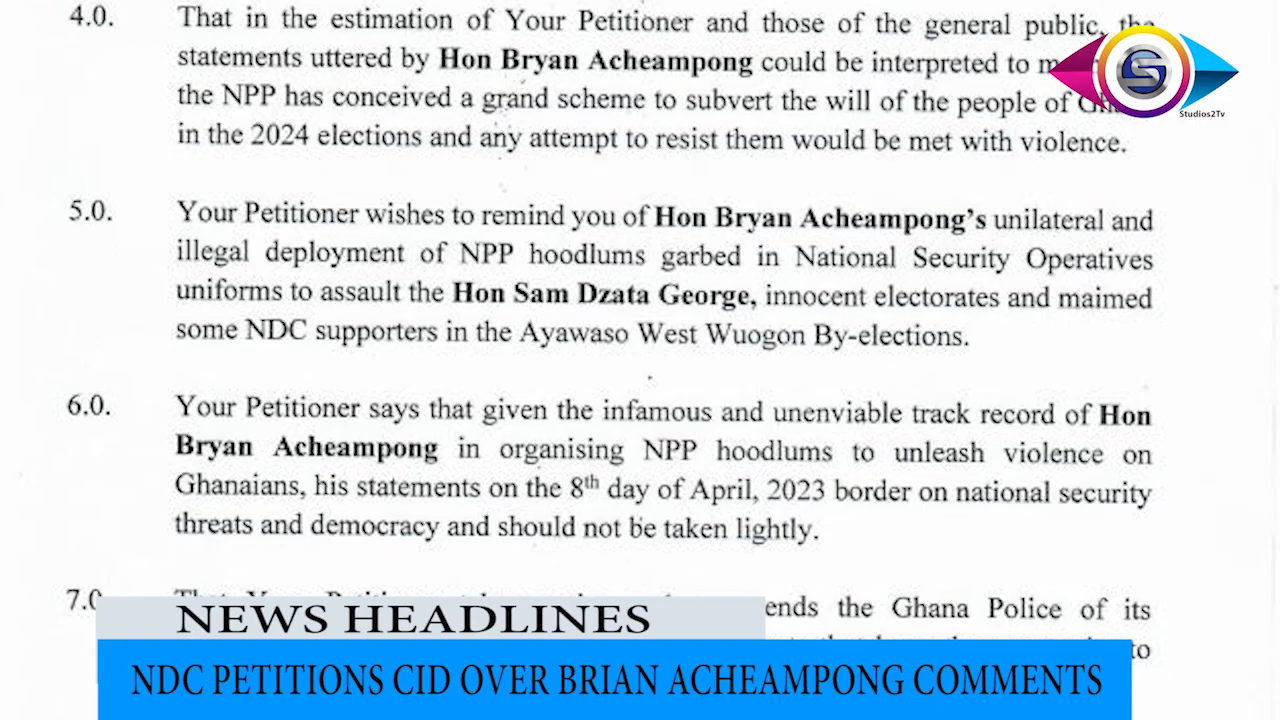 4.0. That in the estimation of Your Petitioner and those of the general public, the
statements uttered by Hon Bryan Acheampong could be interpreted to
the NPP has conceived a grand scheme to subvert the will of the people of
in the 2024 elections and any attempt to resist them would be met with violence.
Studios2Tv
5.0. Your Petitioner wishes to remind you of Hon Bryan Acheampong's unilateral and
illegal deployment of NPP hoodlums garbed in National Security Operatives
uniforms to assault the Hon Sam Dzata George, innocent electorates and maimed
some NDC supporters in the Ayawaso West Wuogon By-elections.
6.0. Your Petitioner says that given the infamous and unenviable track record of Hon
Bryan Acheampong in organising NPP hoodlums to unleash violence on
Ghanaians, his statements on the 8th day of April, 2023 border on national security
threats and democracy and should not be taken lightly.
7.0 ends the Ghana Police of its
to
NEWS HEADLINES
NDC PETITIONS CID OVER BRIAN ACHEAMPONG COMMENTS